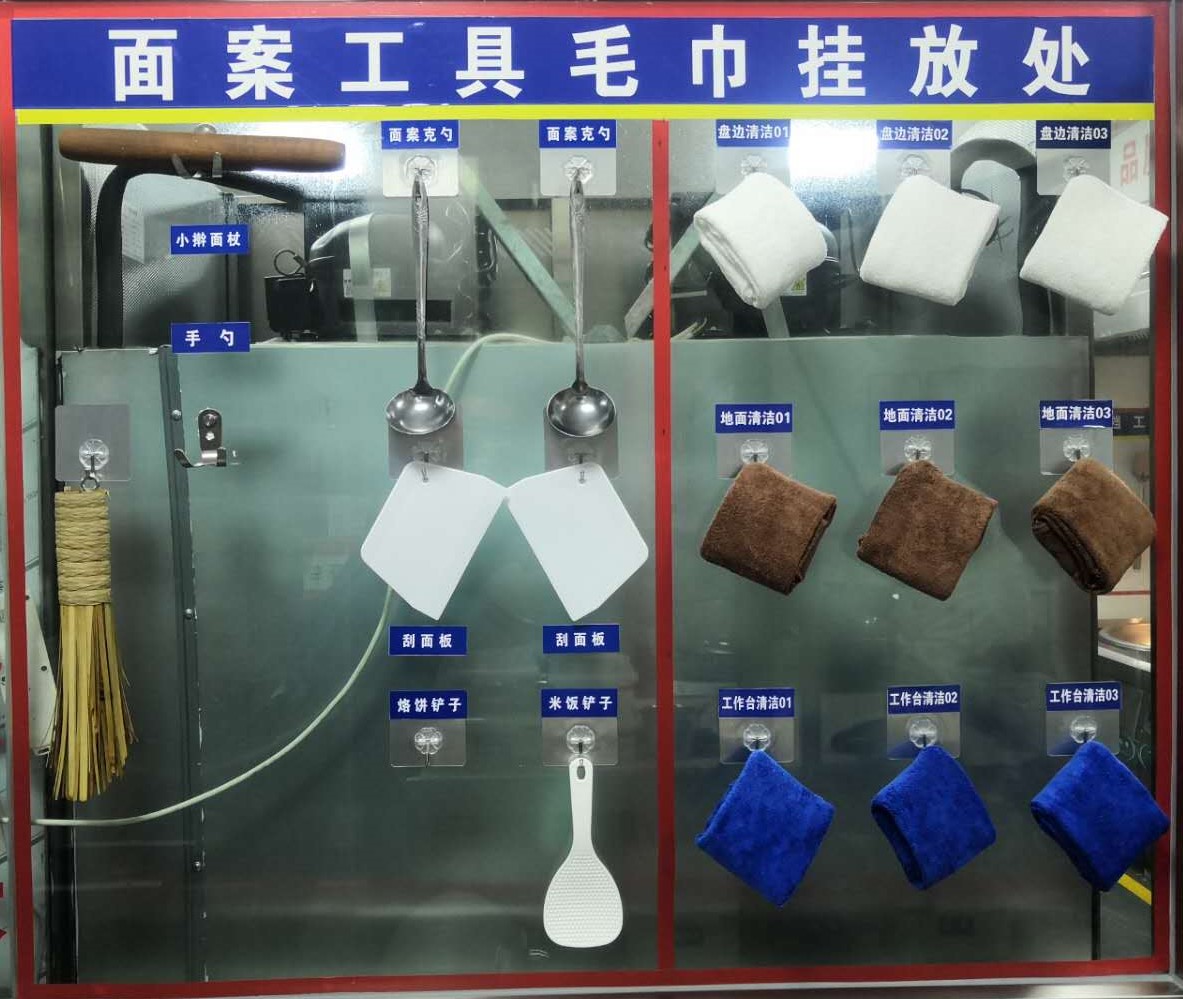 面案工具毛巾挂放处
面案克勺
面案克勺
盘边清洁01
盘边清洁02
盘边清洁03
小擀面杖
手勺
地面清洁01
地面清洁02
地面清洁03
刮面板
刮面板
烙饼铲子
米饭铲子
工作台清洁01
工作台清洁02
工作台清洁03
品
工